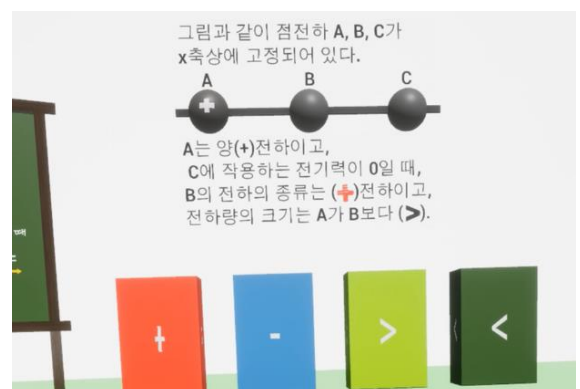 그림과 같이 점전하 A, B, C가
x축상에 고정되어 있다.
A B C
+
A는 양(+)전하이고,
C에 작용하는 전기력이 0일 때,
B의 전하의 종류는 (+)전하이고,
전하량의 크기는 A가 B보다 (>).
+ - > <